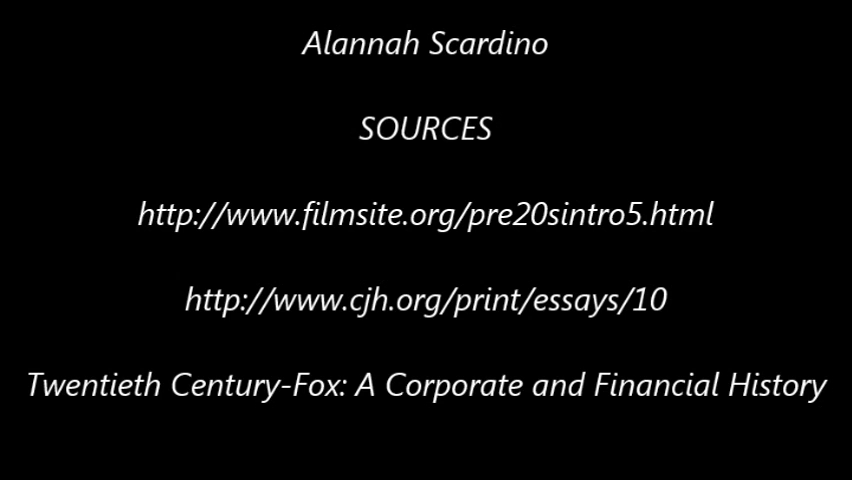 Alannah Scardino
SOURCES
http://www.filmsite.org/pre20sintro5.html
http://www.cjh.org/print/essays/10
Twentieth Century-Fox: A Corporate and Financial History